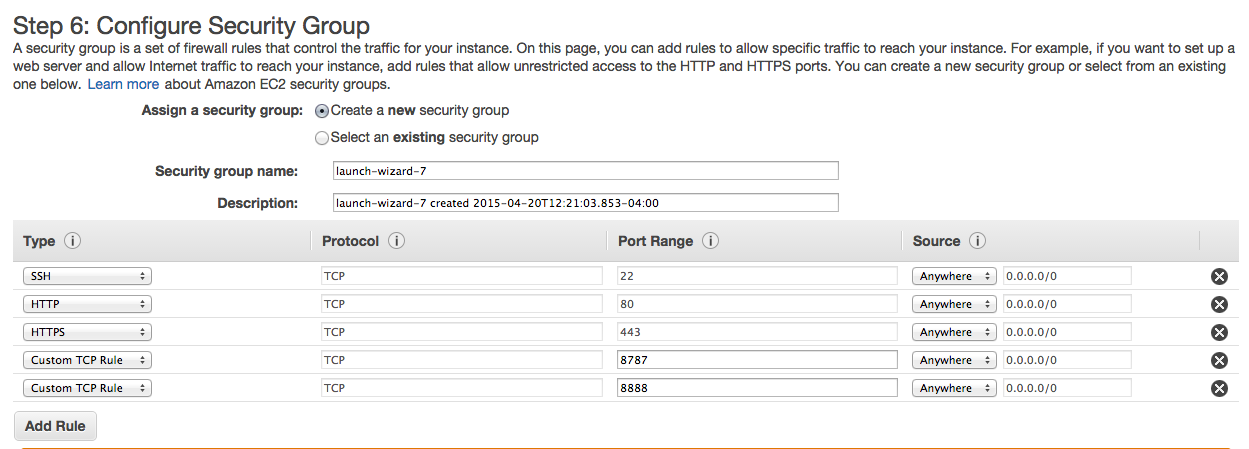 Step 6: Configure Security Group
A security group is a set of firewall rules that control the traffic for your instance. On this page, you can add rules to allow specific traffic to reach your instance. For example, if you want to set up a
web server and allow Internet traffic to reach your instance, add rules that allow unrestricted access to the HTTP and HTTPS ports. You can create a new security group or select from an existing
one below. Learn more about Amazon EC2 security groups.
Assign a security group: Create a new security group
Select an existing security group
Security group name: launch-wizard-7
Description: launch-wizard-7 created 2015-04-20T12:21:03.853-04:00
Type i Protocol i Port Range i Source i
SSH TCP 22 Anywhere 0.0.0.0/0
HTTP TCP 80 Anywhere 0.0.0.0/0
HTTPS TCP 443 Anywhere 0.0.0.0/0
Custom TCP Rule TCP 8787 Anywhere 0.0.0.0/0
Custom TCP Rule TCP 8888 Anywhere 0.0.0.0/0
Add Rule